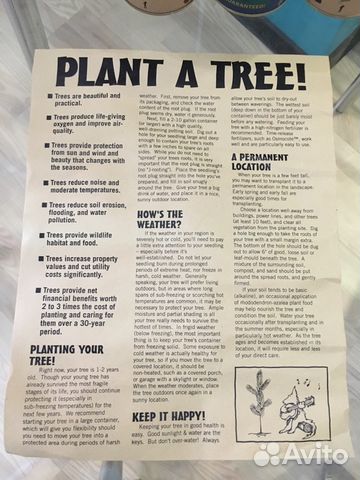 GUARANTEED!
PLANT A TREE!
■ Trees are beautiful and
practical.
■ Trees produce life-giving
oxygen and improve air-
quality.
■ Trees provide protection
from sun and wind and
beauty that changes with
the seasons.
■ Trees reduce noise and
moderate temperatures.
■ Trees reduce soil erosion,
flooding, and water
pollution.
■ Trees provide wildlife
habitat and food.
■ Trees increase property
values and cut utility
costs significantly.
■ Trees provide net
financial benefits worth
2 to 3 times the cost of
planting and caring for
them over a 30-year
period.
PLANTING YOUR
TREE!
Right now, your tree is 1-2 years
old. Though your young tree has
already survived the most fragile
stages of its life, you should continue
protecting it (especially in
sub-freezing temperatures) for the
next few years. We recommend
starting your tree in a large container,
which will give you flexibility should
you need to move your tree into a
protected area during periods of harsh
weather. First, remove your tree from
its packaging, and check the water
content of the root plug. If the root
plug seems dry, water it generously.
Next, fill a 2-10 gallon container
(or larger) with a high quality,
well-draining potting soil. Dig out a
hole for your seedling large and deep
enough to contain your tree's roots
with a few inches to spare on all
sides. While you do not need to
"spread" your trees roots, it is very
important that the root plug is straight
(no "J-rooting"). Place the seedling's
root plug straight into the hole you've
prepared, and fill in soil snugly
around the tree. Give your tree a big
drink of water, and place it in a nice,
sunny outdoor location.
HOW'S THE
WEATHER?
If the weather in your region is
severely hot or cold, you'll need to pay
a little extra attention to your seedling
– especially before it's
well-established. Do not let your
seedling burn during prolonged
periods of extreme heat, nor freeze in
harsh, cold weather. Generally
speaking, your tree will prefer living
outdoors, but in areas where long
spans of sub-freezing or scorching hot
temperatures are common, it may be
necessary to protect your tree. Ample
moisture and partial shading is all
your tree really needs to survive the
hottest of times. In frigid weather
(below freezing), the most important
thing is to keep your tree's container
from freezing solid. Some exposure to
cold weather is actually healthy for
your tree, so if you move the tree to a
covered location, it should be
non-heated, such as a covered porch,
or garage with a skylight or window.
When the weather moderates, place
the tree outdoors once again in a
sunny location.
KEEP IT HAPPY!
Keeping your tree in good health is
easy. Good sunlight & water are the
keys. But don't over-water! Always
allow your tree's soil to dry-out
between waverings. The wettest soil
(deep down in the bottom of your
container) should be just barely moist
before any watering. Feeding your
tree with a high-nitrogen fertilizer is
recommended. Time-release
fertilizers, such as Osmocote™, work
well and are particularly easy to use.
A PERMANENT
LOCATION
When your tree is a few feet tall,
you may want to transplant it to a
permanent location in the landscape.
Early spring and early fall are
especially good times for
transplanting.
Choose a location well away from
buildings, power lines, and other trees
(at least 10 feet), and clear all
vegetation from the planting site. Dig
a hole big enough to take the roots of
your tree with a small margin extra.
The bottom of the hole should be dug
out to allow 6" of good, loose soil or
leaf-mould beneath the tree. A
mixture of the surrounding soil,
compost, and sand should be put
around the spread roots, and gently
firmed.
If your soil tends to be basic
(alkaline), an occasional application
of rhododendron-azalea plant food
may help nourish the tree and
condition the soil. Water your tree
occasionally after transplanting and in
the summer months, especially in
particularly hot weather. As the tree
ages and becomes established in its
location, it will require less and less
of your direct care.
Avito